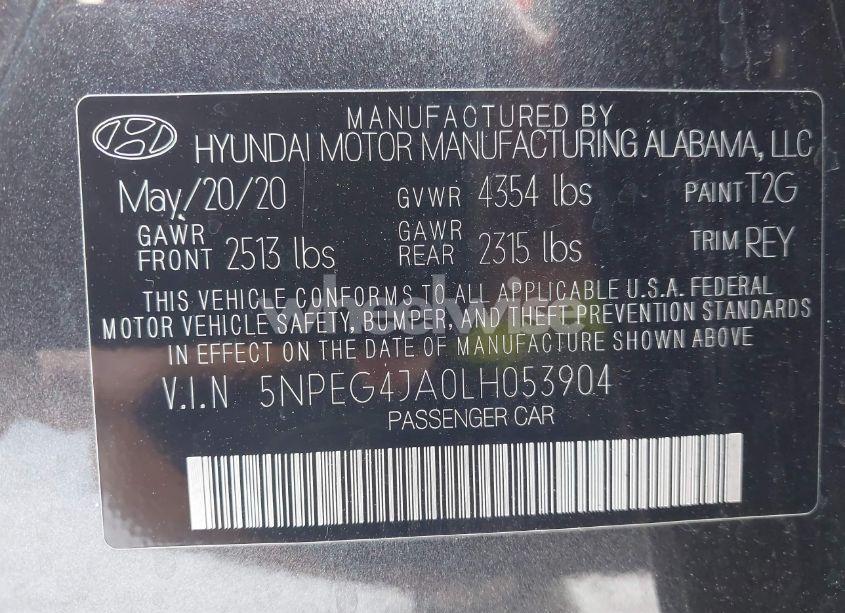 MANUFACTURED BY
HYUNDAI MOTOR MANUFACTURING ALABAMA, LLC
May/20/20 GVWR 4354 lbs PAINT T2G
GAWR FRONT 2513 lbs GAWR REAR 2315 lbs TRIM REY
THIS VEHICLE CONFORMS TO ALL APPLICABLE U.S.A. FEDERAL
MOTOR VEHICLE SAFETY, BUMPER, AND THEFT PREVENTION STANDARDS
IN EFFECT ON THE DATE OF MANUFACTURE SHOWN ABOVE
wheelwise
V.I.N 5NPEG4JA0LH053904
PASSENGER CAR